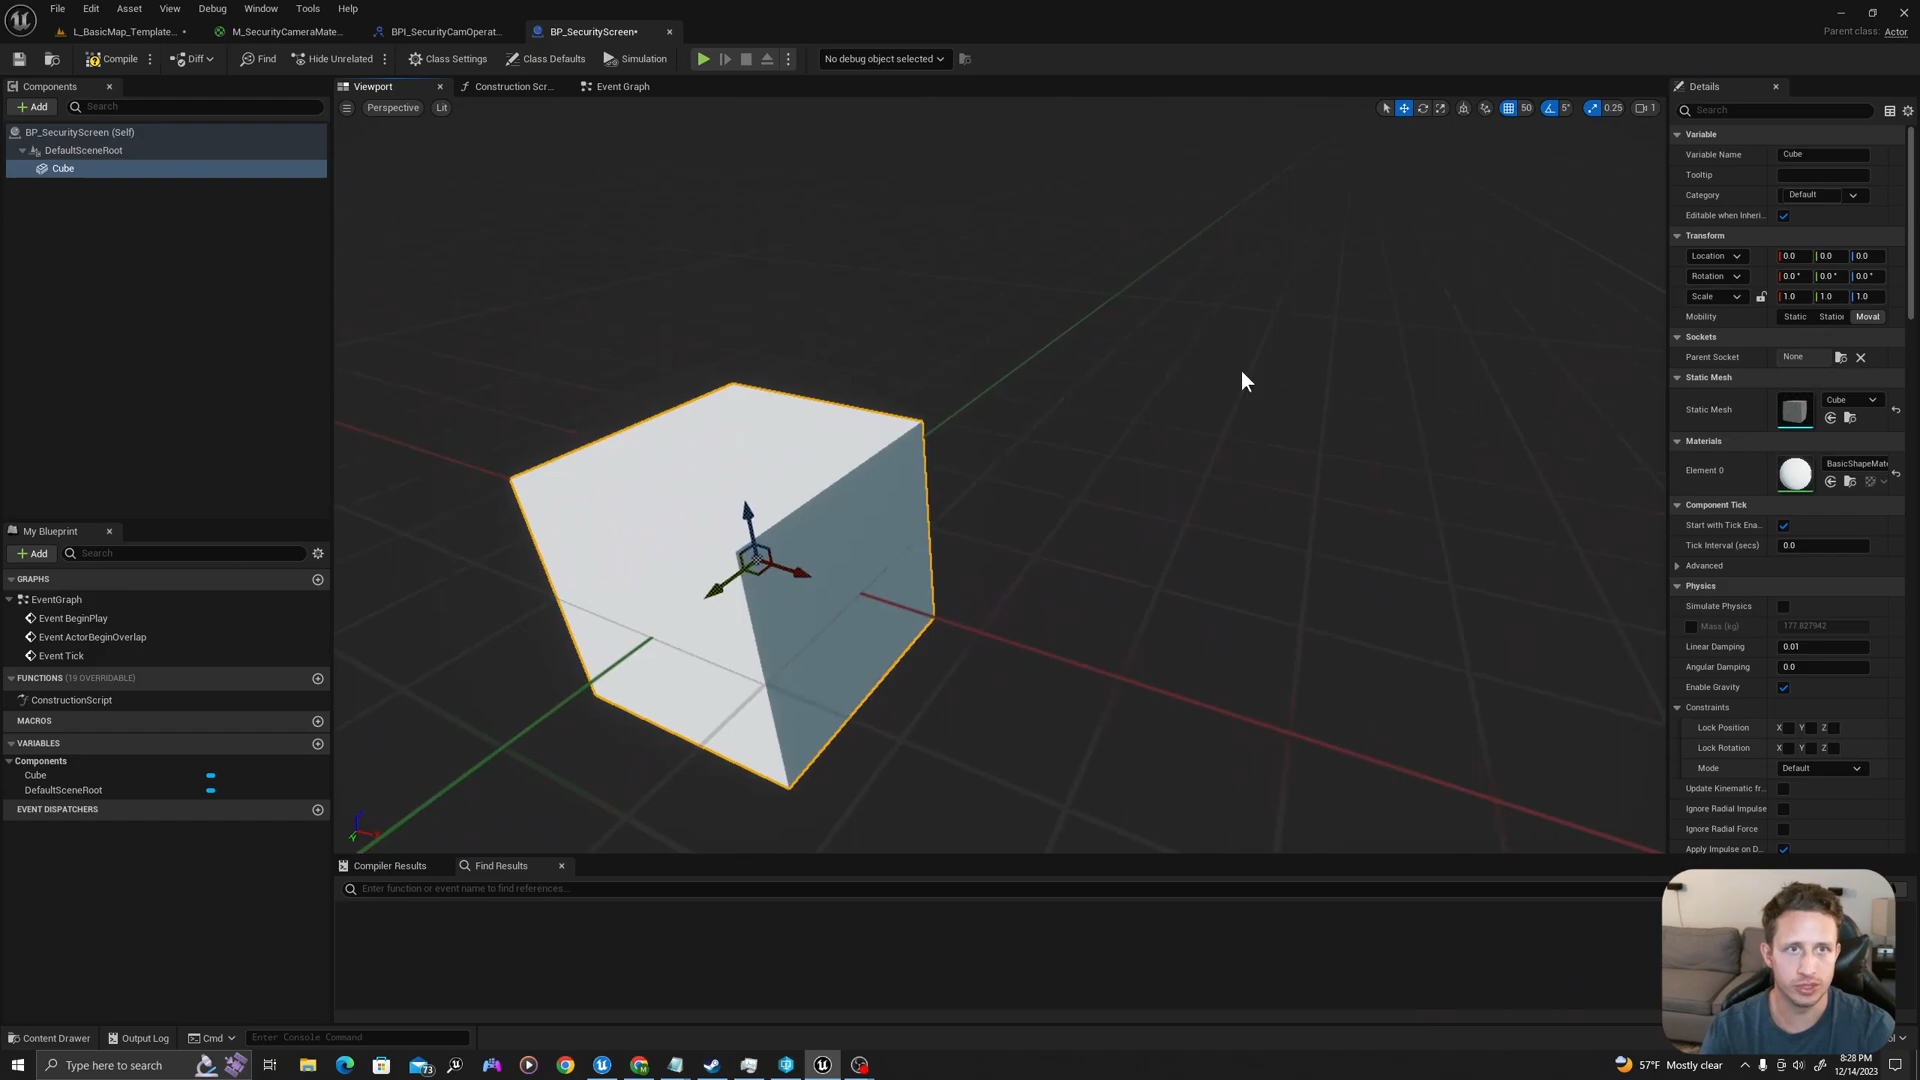 File Edit Asset View Debug Window Tools Help
L_BasicMap_Template... • M_SecurityCameraMate... BPI_SecurityCamOperat... BP_SecurityScreen•
Parent class: Actor
Compile Diff Find Hide Unrelated Class Settings Class Defaults Simulation No debug object selected
Components Viewport Construction Scr... Event Graph Details
Add Search Perspective Lit 50 5° 0.25 1 Search
BP_SecurityScreen (Self)
DefaultSceneRoot
Cube
Variable
Variable Name Cube
Tooltip
Category Default
Editable when Inheri...
Transform
Location 0.0 0.0 0.0
Rotation 0.0 ° 0.0 ° 0.0 °
Scale 1.0 1.0 1.0
Mobility Static Station Movab
Sockets
Parent Socket None
Static Mesh
Static Mesh Cube
Materials
Element 0 BasicShapeMate
Component Tick
Start with Tick Ena...
Tick Interval (secs) 0.0
Advanced
Physics
Simulate Physics
Mass (kg) 177.827942
Linear Damping 0.01
Angular Damping 0.0
Enable Gravity
Constraints
Lock Position X Y Z
Lock Rotation X Y Z
Mode Default
Update Kinematic fr...
Ignore Radial Impulse
Ignore Radial Force
Apply Impulse on D...
My Blueprint
Add Search
GRAPHS
EventGraph
Event BeginPlay
Event ActorBeginOverlap
Event Tick
FUNCTIONS (19 OVERRIDABLE)
ConstructionScript
MACROS
VARIABLES
Components
Cube
DefaultSceneRoot
EVENT DISPATCHERS
Compiler Results Find Results
Enter function or event name to find references...
Content Drawer Output Log Cmd Enter Console Command
Type here to search 73 57°F Mostly clear 8:28 PM
12/14/2023